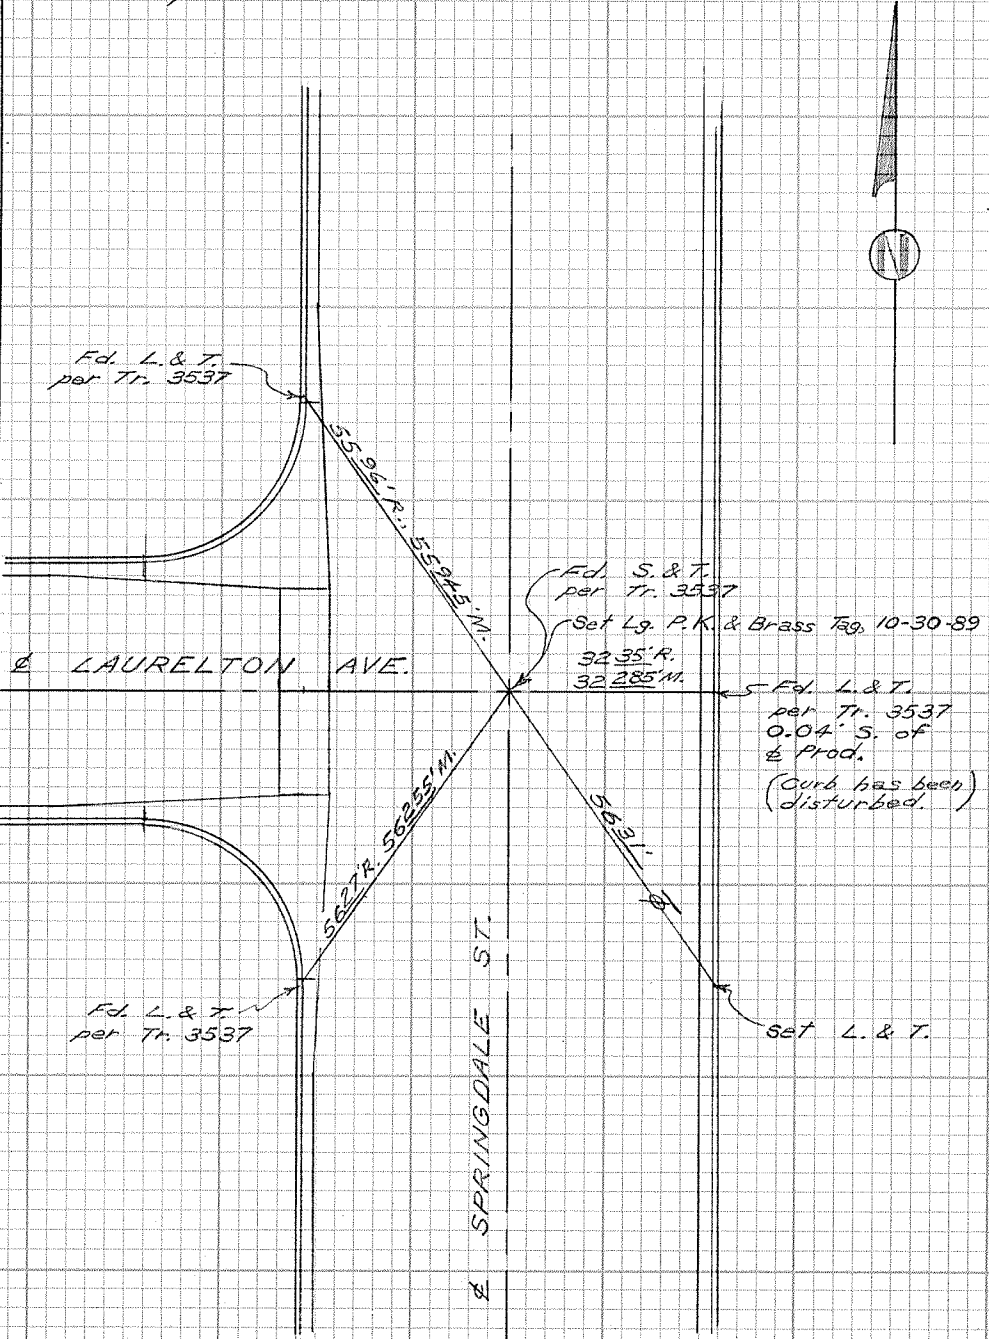 N
Fd. L. & T.
per Tr. 3537
55 96' R., 55 945' M.
Fd. S. & T.
per Tr. 3537
Set Lg. P.K. & Brass Tag, 10-30-89
32 35' R.
32 285' M.
℄ LAURELTON AVE.
Fd. L. & T.
per Tr. 3537
0.04' S. of
℄ Prod.
(Curb has been
disturbed.)
56 27' R. 56 255' M.
56 31'
℄ SPRINGDALE ST.
Fd. L. & T.
per Tr. 3537
Set L. & T.